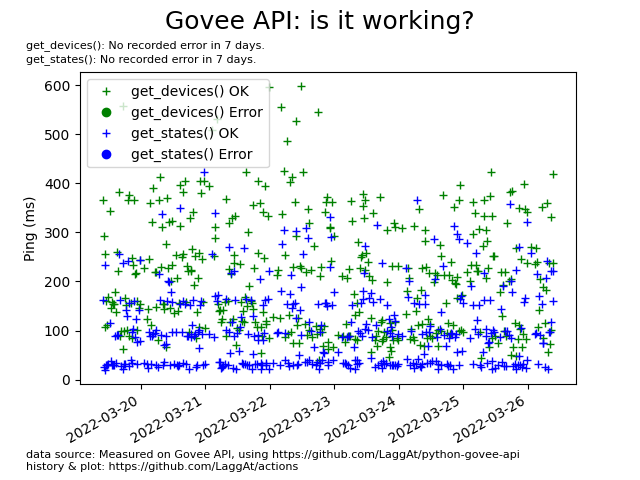 Govee API: is it working?
get_devices(): No recorded error in 7 days.
get_states(): No recorded error in 7 days.
get_devices() OK
get_devices() Error
get_states() OK
get_states() Error
Ping (ms)
600
500
400
300
200
100
0
2022-03-20
2022-03-21
2022-03-22
2022-03-23
2022-03-24
2022-03-25
2022-03-26
data source: Measured on Govee API, using https://github.com/LaggAt/python-govee-api
history & plot: https://github.com/LaggAt/actions